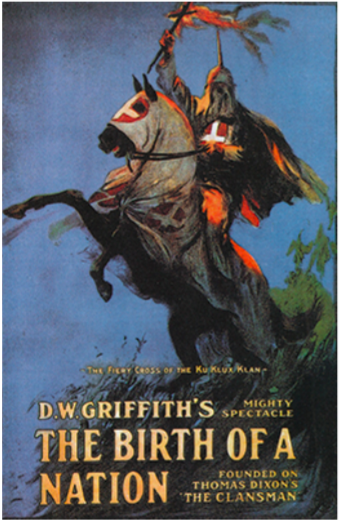 "THE FIERY CROSS OF THE KU KLUX KLAN"
D.W. GRIFFITH'S
MIGHTY
SPECTACLE
THE BIRTH OF A
NATION
FOUNDED ON
THOMAS DIXON'S
'THE CLANSMAN'